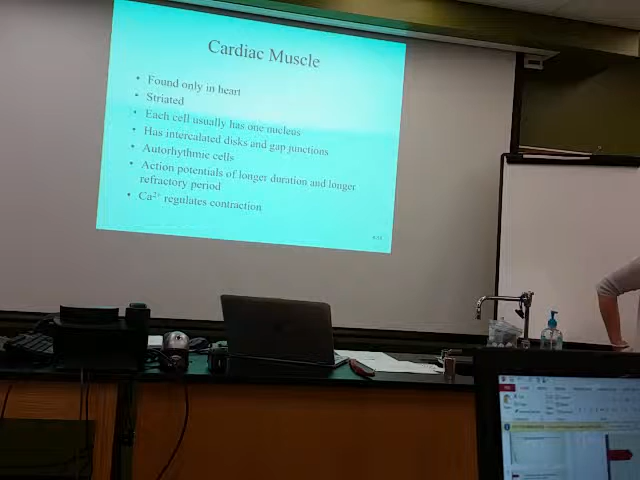 Cardiac Muscle
• Found only in heart
• Striated
• Each cell usually has one nucleus
• Has intercalated disks and gap junctions
• Autorhythmic cells
• Action potentials of longer duration and longer
refractory period
• Ca²⁺ regulates contraction